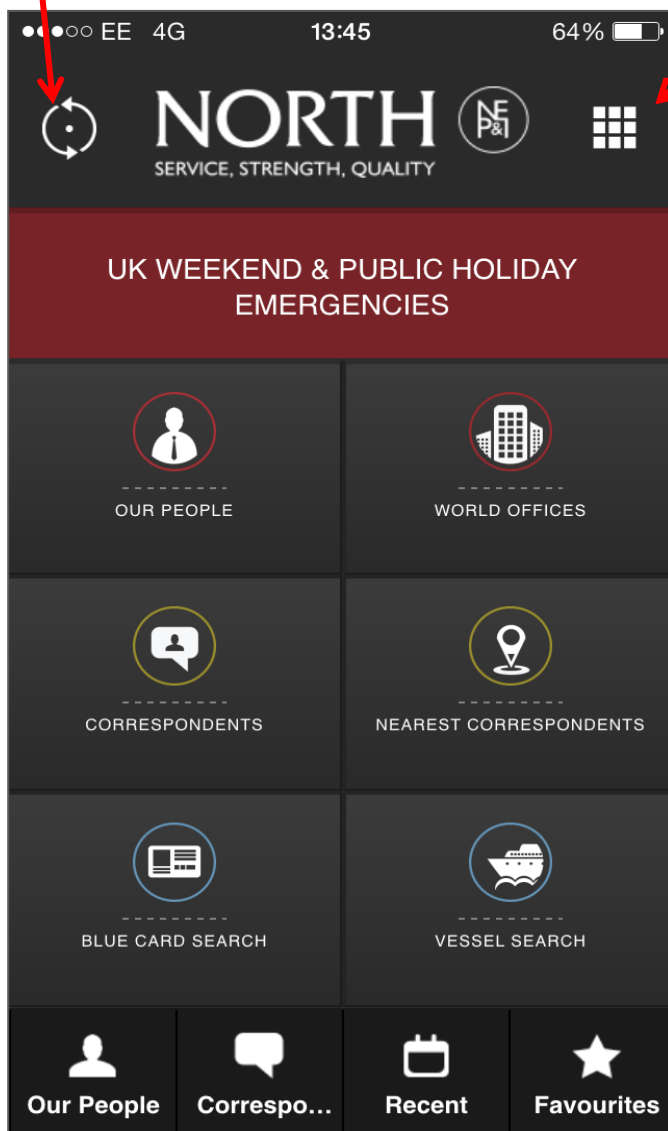 EE 4G 13:45 64%
NORTH NE P&I
SERVICE, STRENGTH, QUALITY
UK WEEKEND & PUBLIC HOLIDAY
EMERGENCIES
OUR PEOPLE WORLD OFFICES
CORRESPONDENTS NEAREST CORRESPONDENTS
BLUE CARD SEARCH VESSEL SEARCH
Our People Correspo... Recent Favourites